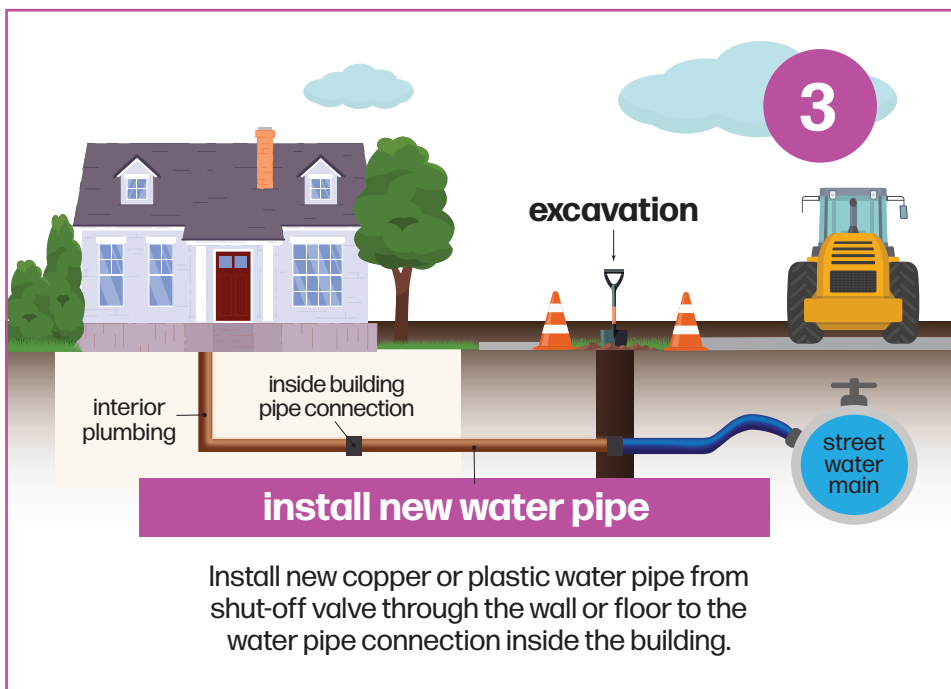 3
excavation
interior
plumbing
inside building
pipe connection
street
water
main
install new water pipe
Install new copper or plastic water pipe from
shut-off valve through the wall or floor to the
water pipe connection inside the building.